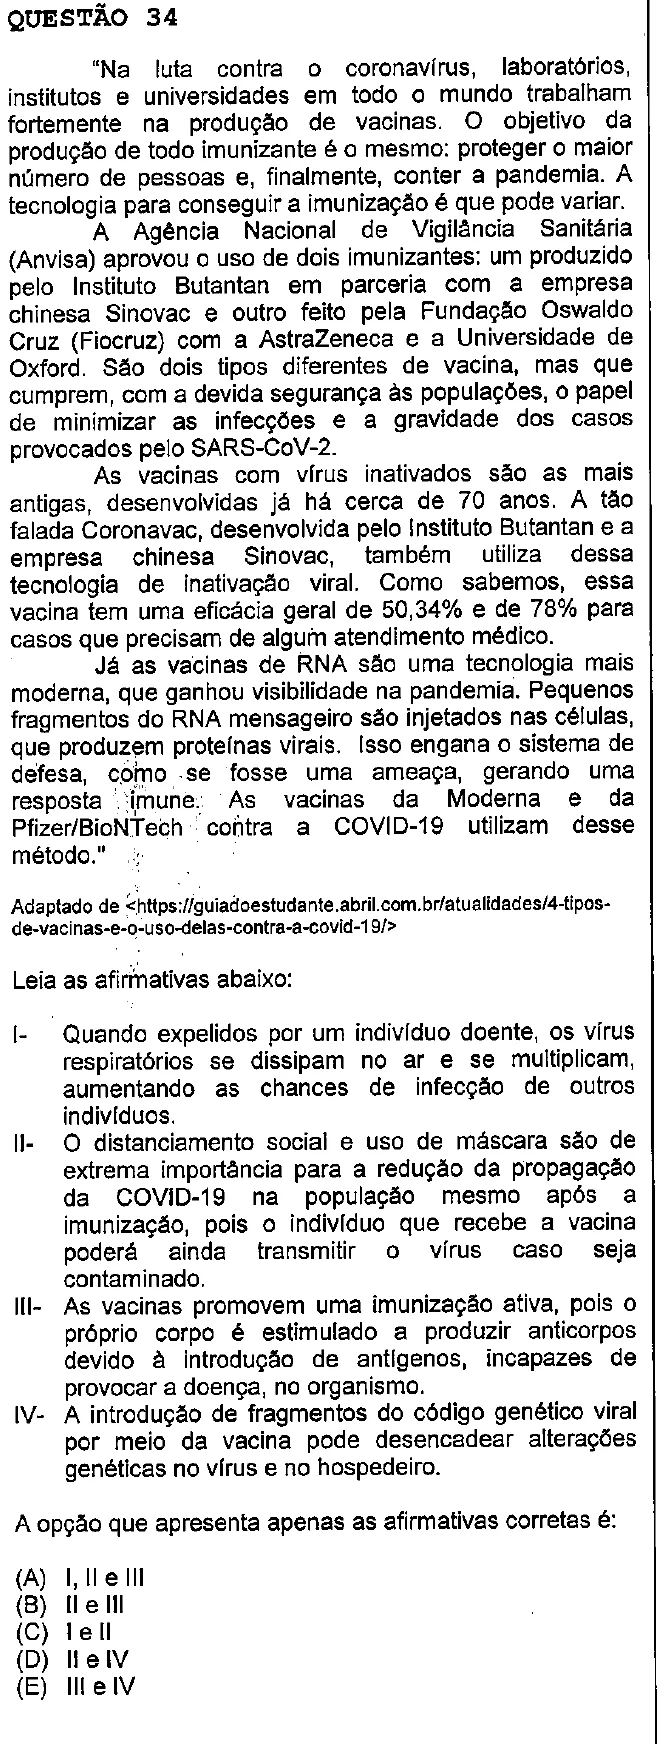 QUESTÃO 34
"Na luta contra o coronavírus, laboratórios,
institutos e universidades em todo o mundo trabalham
fortemente na produção de vacinas. O objetivo da
produção de todo imunizante é o mesmo: proteger o maior
número de pessoas e, finalmente, conter a pandemia. A
tecnologia para conseguir a imunização é que pode variar.
A Agência Nacional de Vigilância Sanitária
(Anvisa) aprovou o uso de dois imunizantes: um produzido
pelo Instituto Butantan em parceria com a empresa
chinesa Sinovac e outro feito pela Fundação Oswaldo
Cruz (Fiocruz) com a AstraZeneca e a Universidade de
Oxford. São dois tipos diferentes de vacina, mas que
cumprem, com a devida segurança às populações, o papel
de minimizar as infecções e a gravidade dos casos
provocados pelo SARS-CoV-2.
As vacinas com vírus inativados são as mais
antigas, desenvolvidas já há cerca de 70 anos. A tão
falada Coronavac, desenvolvida pelo Instituto Butantan e a
empresa chinesa Sinovac, também utiliza dessa
tecnologia de inativação viral. Como sabemos, essa
vacina tem uma eficácia geral de 50,34% e de 78% para
casos que precisam de algum atendimento médico.
Já as vacinas de RNA são uma tecnologia mais
moderna, que ganhou visibilidade na pandemia. Pequenos
fragmentos do RNA mensageiro são injetados nas células,
que produzem proteínas virais. Isso engana o sistema de
defesa, como se fosse uma ameaça, gerando uma
resposta imune. As vacinas da Moderna e da
Pfizer/BioNTech contra a COVID-19 utilizam desse
método."
Adaptado de <https://guiadoestudante.abril.com.br/atualidades/4-tipos-
de-vacinas-e-o-uso-delas-contra-a-covid-19/>
Leia as afirmativas abaixo:
I- Quando expelidos por um indivíduo doente, os vírus
respiratórios se dissipam no ar e se multiplicam,
aumentando as chances de infecção de outros
indivíduos.
II- O distanciamento social e uso de máscara são de
extrema importância para a redução da propagação
da COVID-19 na população mesmo após a
imunização, pois o indivíduo que recebe a vacina
poderá ainda transmitir o vírus caso seja
contaminado.
III- As vacinas promovem uma imunização ativa, pois o
próprio corpo é estimulado a produzir anticorpos
devido à introdução de antígenos, incapazes de
provocar a doença, no organismo.
IV- A introdução de fragmentos do código genético viral
por meio da vacina pode desencadear alterações
genéticas no vírus e no hospedeiro.
A opção que apresenta apenas as afirmativas corretas é:
(A) I, II e III
(B) II e III
(C) I e II
(D) II e IV
(E) III e IV